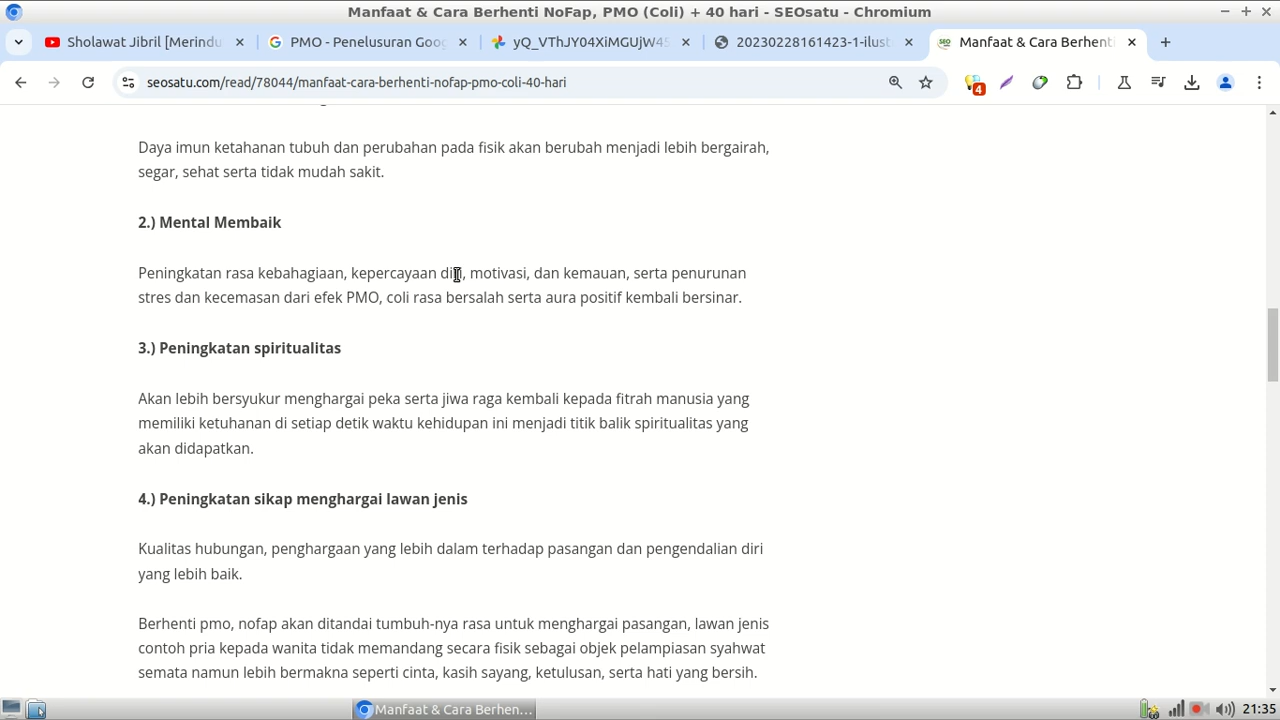 Manfaat & Cara Berhenti NoFap, PMO (Coli) + 40 hari - SEOsatu - Chromium
Sholawat Jibril [Merindu
PMO - Penelusuran Goog
yQ_VThJY04XiMGUjW45
20230228161423-1-ilust
Manfaat & Cara Berhenti
seosatu.com/read/78044/manfaat-cara-berhenti-nofap-pmo-coli-40-hari
4
Daya imun ketahanan tubuh dan perubahan pada fisik akan berubah menjadi lebih bergairah,
segar, sehat serta tidak mudah sakit.
2.) Mental Membaik
Peningkatan rasa kebahagiaan, kepercayaan diri, motivasi, dan kemauan, serta penurunan
stres dan kecemasan dari efek PMO, coli rasa bersalah serta aura positif kembali bersinar.
3.) Peningkatan spiritualitas
Akan lebih bersyukur menghargai peka serta jiwa raga kembali kepada fitrah manusia yang
memiliki ketuhanan di setiap detik waktu kehidupan ini menjadi titik balik spiritualitas yang
akan didapatkan.
4.) Peningkatan sikap menghargai lawan jenis
Kualitas hubungan, penghargaan yang lebih dalam terhadap pasangan dan pengendalian diri
yang lebih baik.
Berhenti pmo, nofap akan ditandai tumbuh-nya rasa untuk menghargai pasangan, lawan jenis
contoh pria kepada wanita tidak memandang secara fisik sebagai objek pelampiasan syahwat
semata namun lebih bermakna seperti cinta, kasih sayang, ketulusan, serta hati yang bersih.
Manfaat & Cara Berhen...
21:35